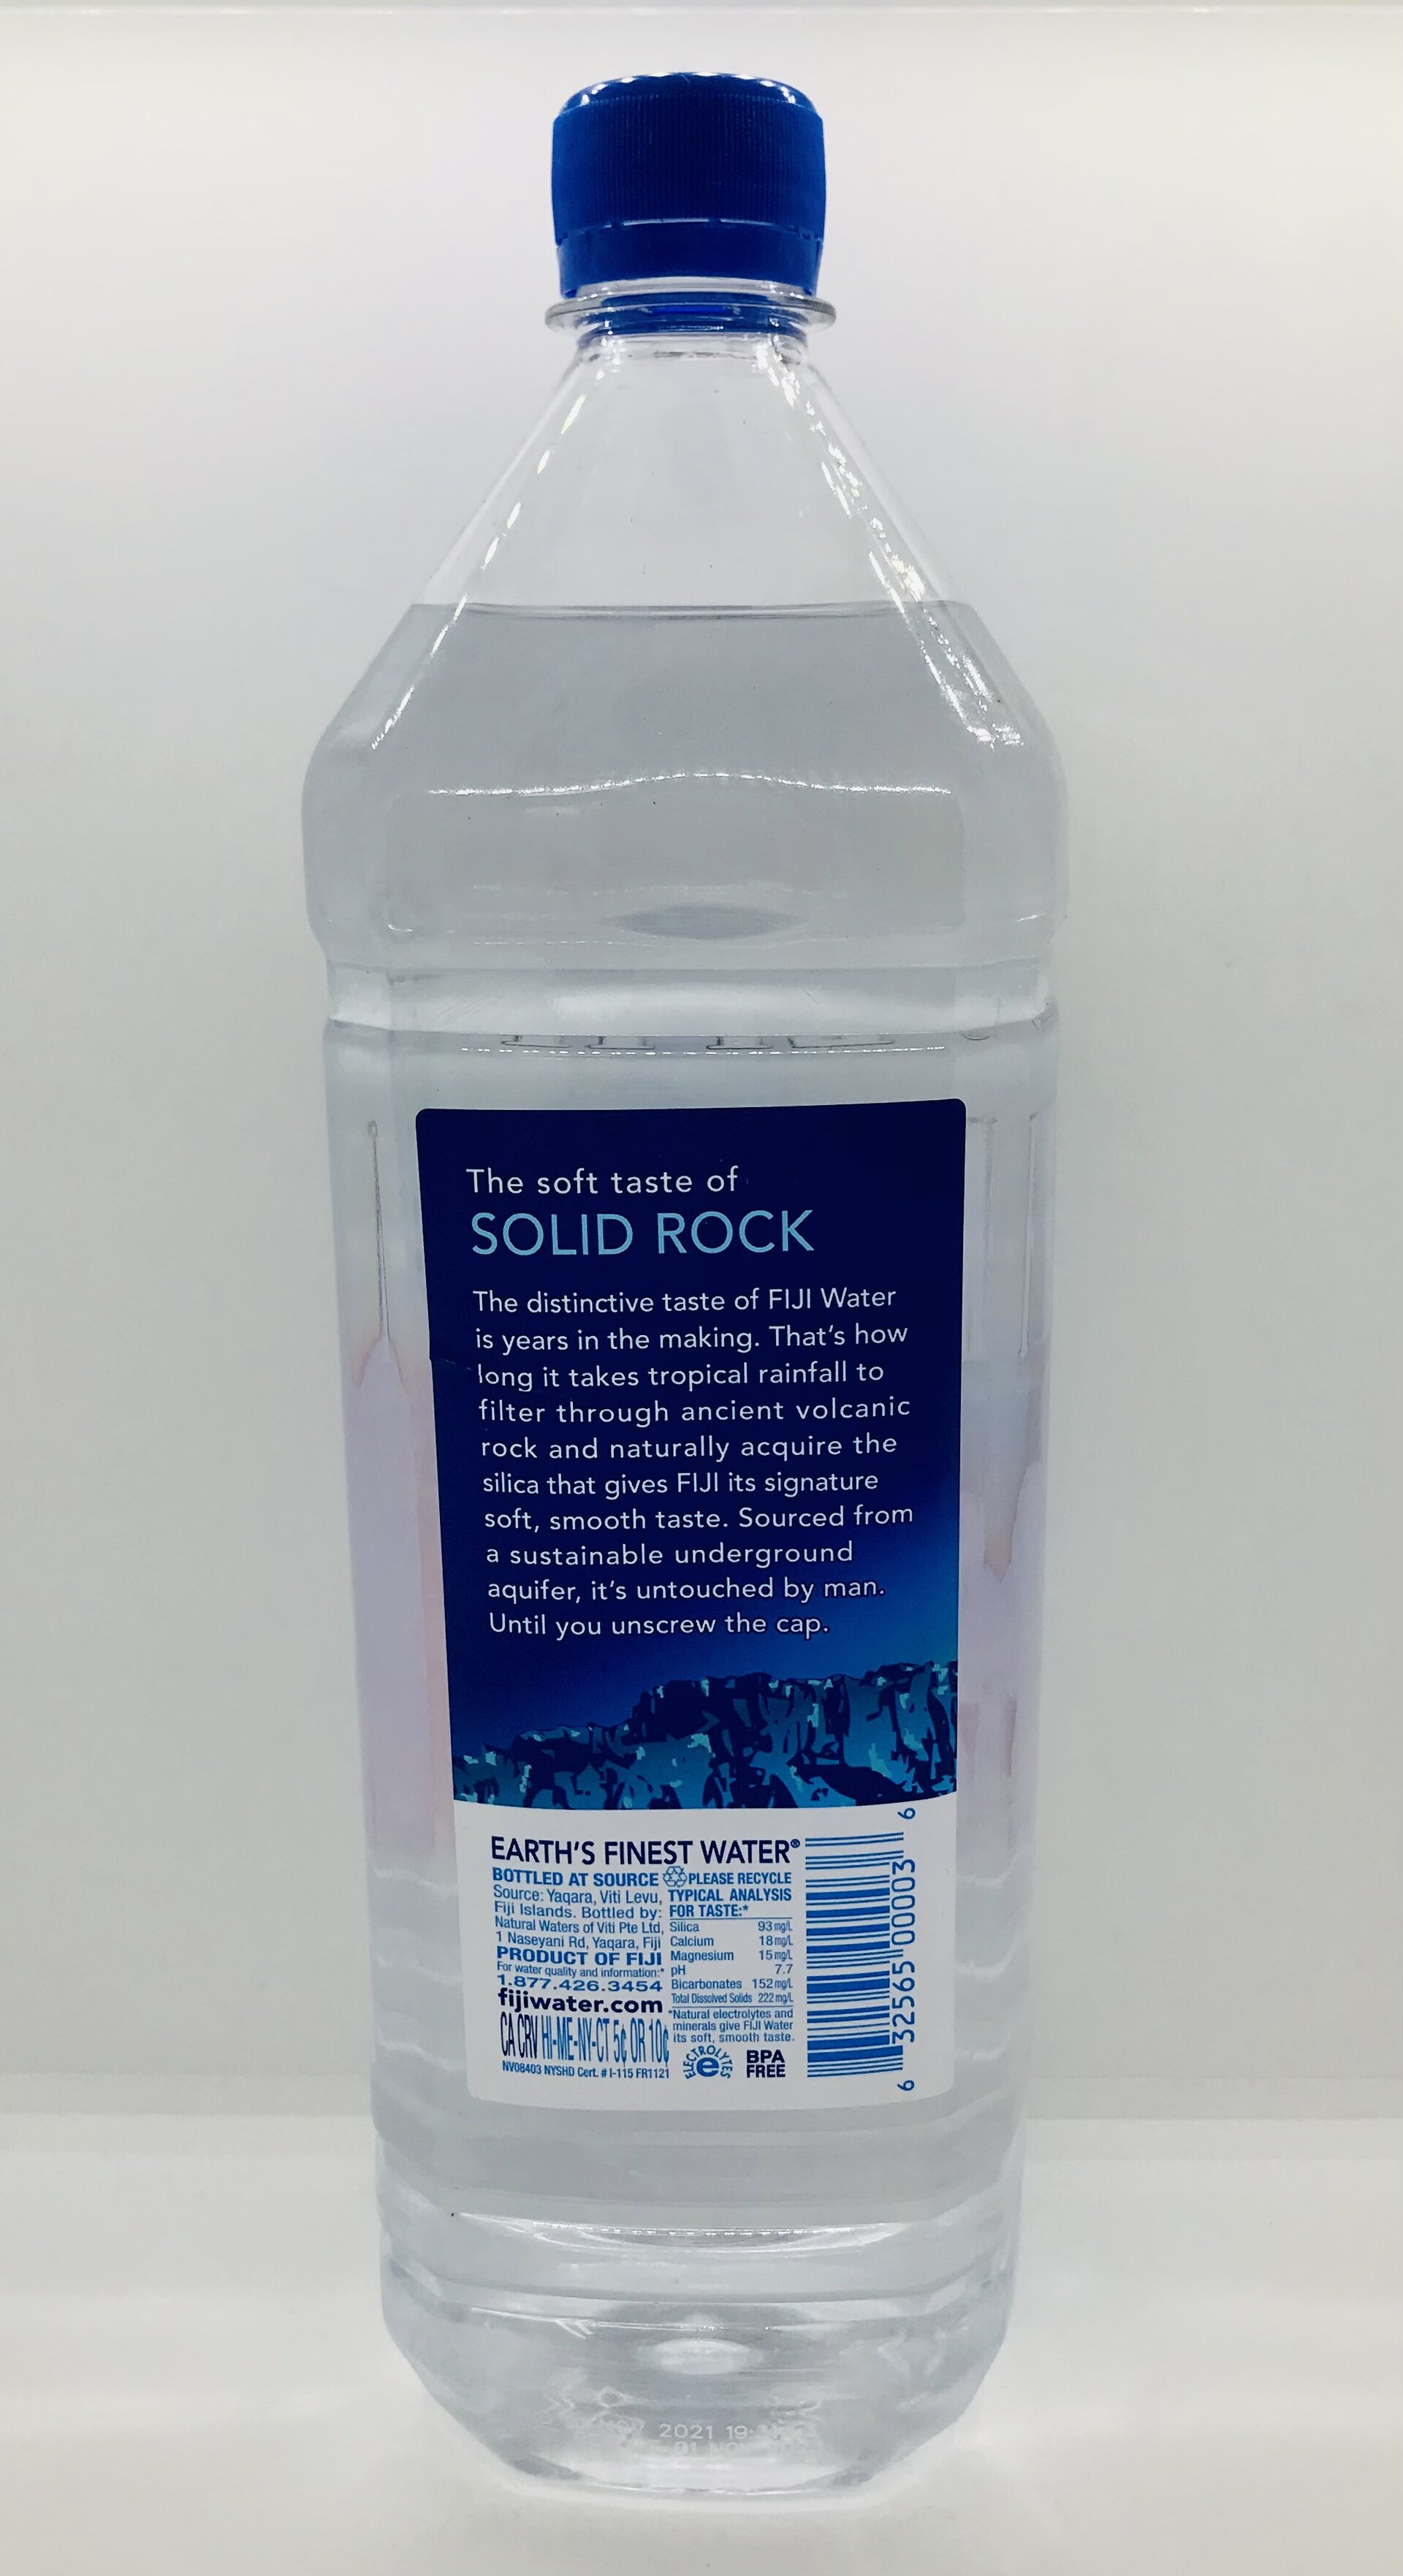 The soft taste of
SOLID ROCK
The distinctive taste of FIJI Water
is years in the making. That's how
long it takes tropical rainfall to
filter through ancient volcanic
rock and naturally acquire the
silica that gives FIJI its signature
soft, smooth taste. Sourced from
a sustainable underground
aquifer, it's untouched by man.
Until you unscrew the cap.
EARTH'S FINEST WATER®
BOTTLED AT SOURCE
Source: Yaqara, Viti Levu,
Fiji Islands. Bottled by:
Natural Waters of Viti Pte Ltd,
1 Naseyani Rd, Yaqara, Fiji
PRODUCT OF FIJI
For water quality and information:*
1.877.426.3454
fijiwater.com
CA CRV HI-ME-NY-CT 5¢ OR 10¢
NV08403 NYSHD Cert. # I-115 FR1121
PLEASE RECYCLE
TYPICAL ANALYSIS
FOR TASTE:*
Silica 93 mg/L
Calcium 18 mg/L
Magnesium 15 mg/L
pH 7.7
Bicarbonates 152 mg/L
Total Dissolved Solids 222 mg/L
*Natural electrolytes and
minerals give FIJI Water
its soft, smooth taste.
ELECTROLYTES
e
BPA
FREE
6 32565 00003 6
NOV 2021 19:
01 NOV